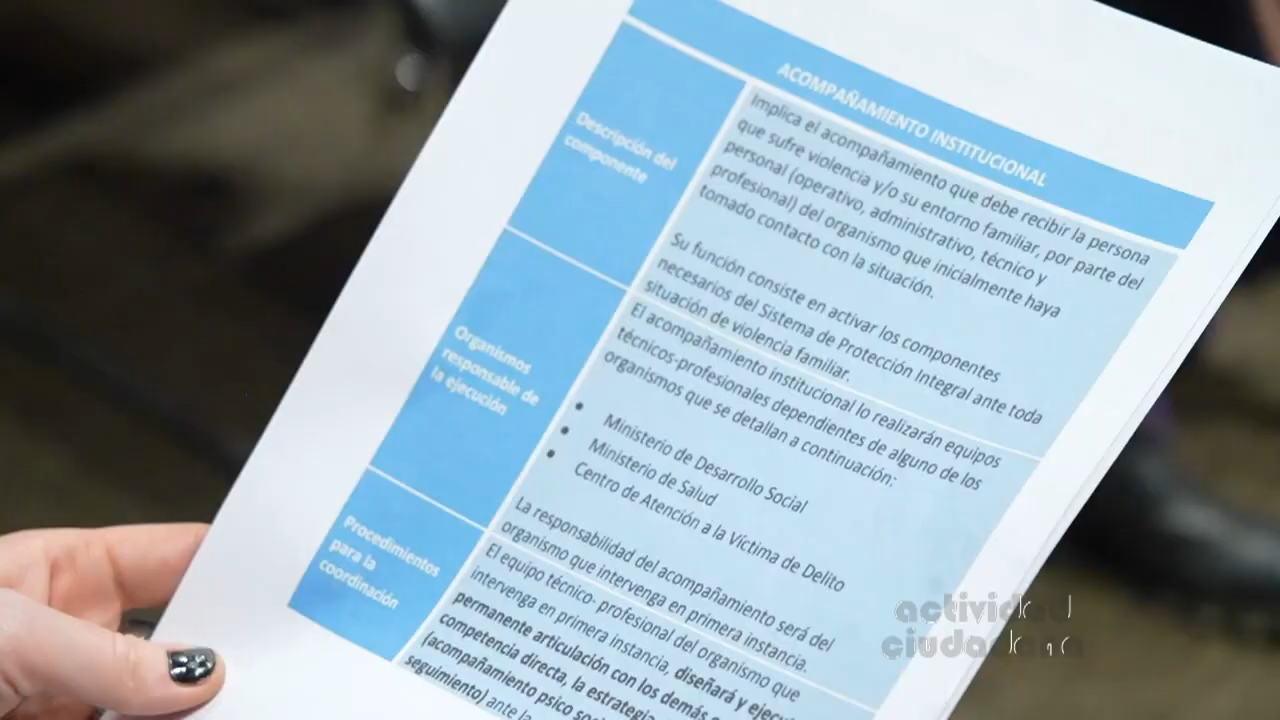 ACOMPAÑAMIENTO INSTITUCIONAL
Descripción del
componente
Implica el acompañamiento que debe recibir la persona
que sufre violencia y/o su entorno familiar, por parte del
personal (operativo, administrativo, técnico y
profesional) del organismo que inicialmente haya
tomado contacto con la situación.
Su función consiste en activar los componentes
necesarios del Sistema de Protección Integral ante toda
situación de violencia familiar.
Organismos
responsable de
la ejecución
El acompañamiento institucional lo realizarán equipos
técnicos-profesionales dependientes de alguno de los
organismos que se detallan a continuación:
• Ministerio de Desarrollo Social
• Ministerio de Salud
• Centro de Atención a la Víctima de Delito
La responsabilidad del acompañamiento será del
organismo que intervenga en primera instancia.
Procedimientos
para la
coordinación
El equipo técnico- profesional del organismo que
intervenga en primera instancia, diseñará y ejecu
permanente articulación con los demás
competencia directa, la estrategia
(acompañamiento psico so
seguimiento) ante la
actividad
ciudadana